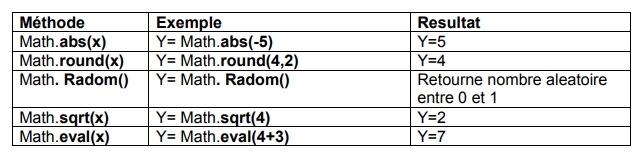 Méthode Exemple Resultat
Math.abs(x) Y= Math.abs(-5) Y=5
Math.round(x) Y= Math.round(4,2) Y=4
Math. Radom() Y= Math. Radom() Retourne nombre aleatoire
entre 0 et 1
Math.sqrt(x) Y= Math.sqrt(4) Y=2
Math.eval(x) Y= Math.eval(4+3) Y=7